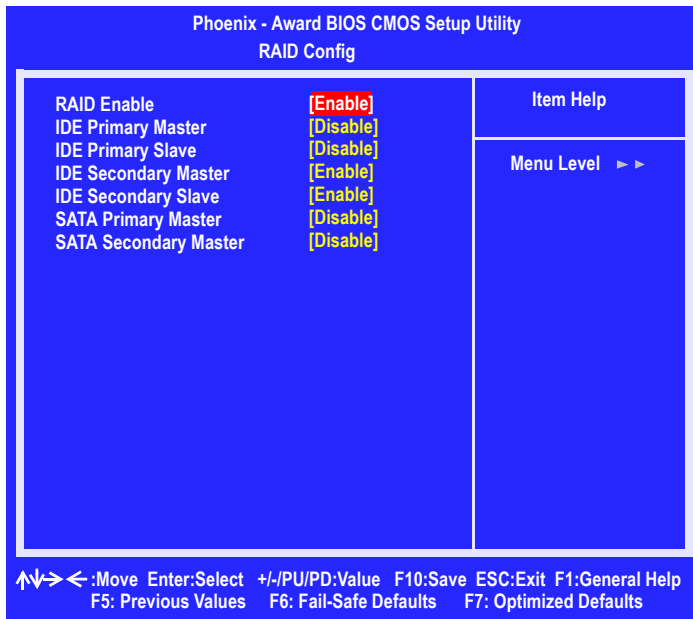 Phoenix - Award BIOS CMOS Setup Utility
RAID Config
RAID Enable [Enable]
IDE Primary Master [Disable]
IDE Primary Slave [Disable]
IDE Secondary Master [Enable]
IDE Secondary Slave [Enable]
SATA Primary Master [Disable]
SATA Secondary Master [Disable]
Item Help
Menu Level ►►
↑↓→←:Move Enter:Select +/-/PU/PD:Value F10:Save ESC:Exit F1:General Help
F5: Previous Values F6: Fail-Safe Defaults F7: Optimized Defaults